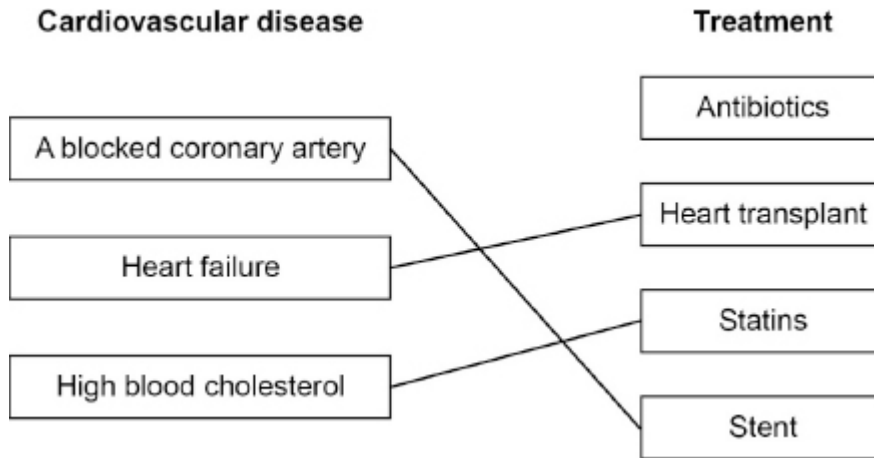 Cardiovascular disease
Treatment
A blocked coronary artery
Heart failure
High blood cholesterol
Antibiotics
Heart transplant
Statins
Stent